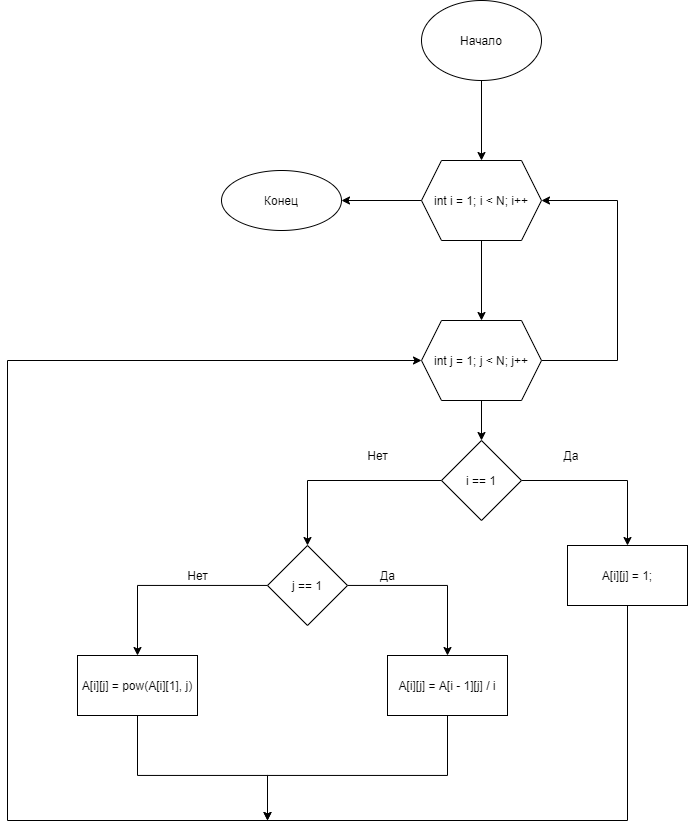 Начало
int i = 1; i < N; i++
Конец
int j = 1; j < N; j++
Нет
Да
i == 1
Нет
Да
j == 1
A[i][j] = 1;
A[i][j] = pow(A[i][1], j)
A[i][j] = A[i - 1][j] / i